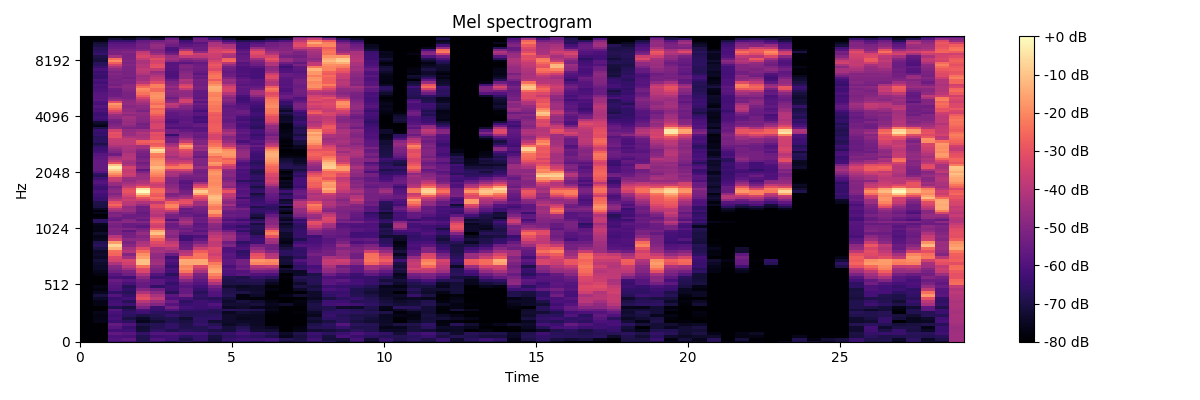 Mel spectrogram
8192
4096
2048
1024
512
0
Hz
0 5 10 15 20 25
Time
+0 dB
-10 dB
-20 dB
-30 dB
-40 dB
-50 dB
-60 dB
-70 dB
-80 dB